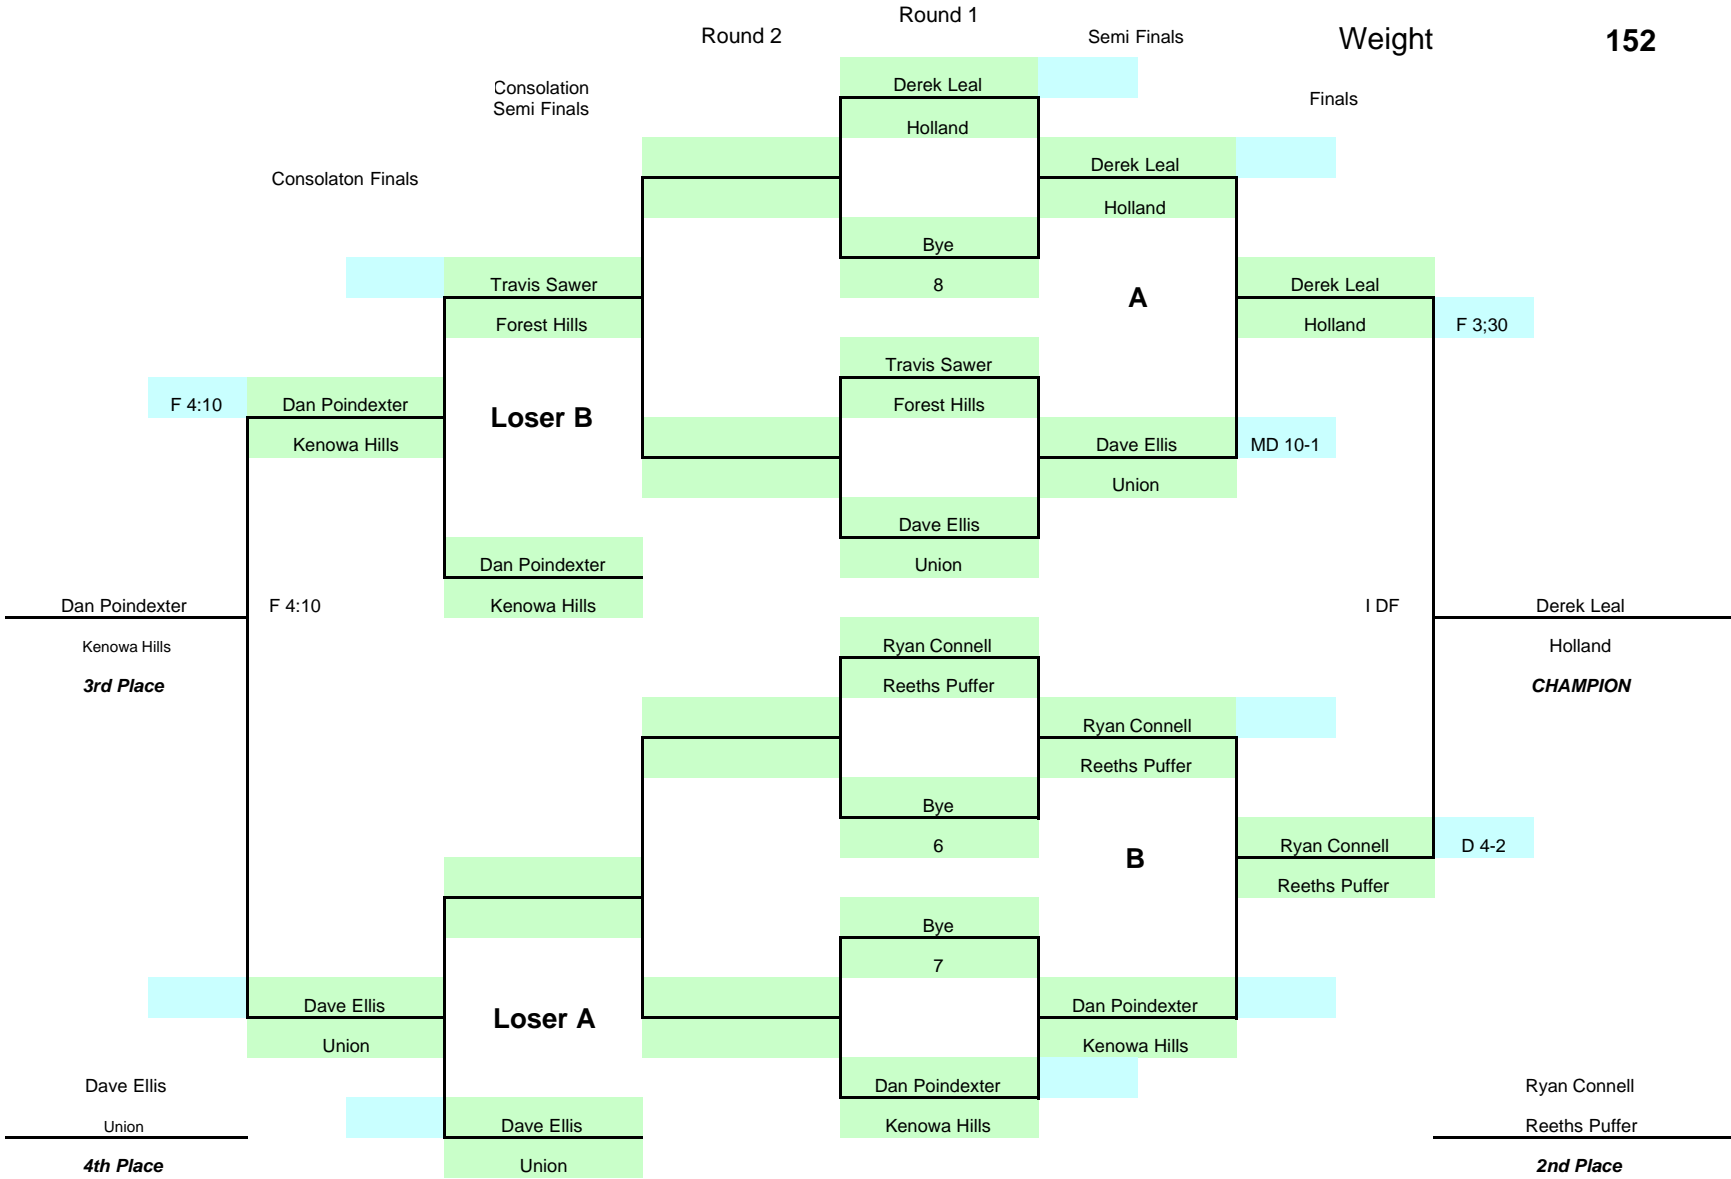 Round 1
Round 2
Semi Finals
Weight
152
Consolation
Semi Finals
Derek Leal
Finals
Holland
Consolaton Finals
Derek Leal
Holland
Bye
8
Travis Sawer
Forest Hills
A
Derek Leal
Holland
F 3;30
Travis Sawer
Forest Hills
F 4:10
Dan Poindexter
Kenowa Hills
Loser B
Dave Ellis
Union
MD 10-1
Dave Ellis
Union
Dan Poindexter
Kenowa Hills
Dan Poindexter
Kenowa Hills
3rd Place
F 4:10
I DF
Derek Leal
Holland
CHAMPION
Ryan Connell
Reeths Puffer
Ryan Connell
Reeths Puffer
Bye
6
B
Ryan Connell
Reeths Puffer
D 4-2
Bye
7
Dave Ellis
Union
Loser A
Dan Poindexter
Kenowa Hills
Dan Poindexter
Kenowa Hills
Dave Ellis
Union
4th Place
Dave Ellis
Union
Ryan Connell
Reeths Puffer
2nd Place